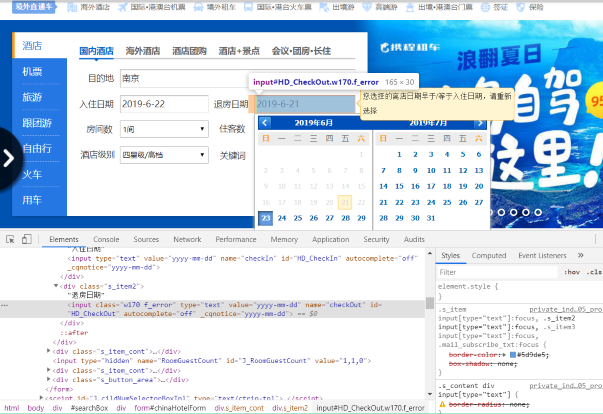 境外直通车 海外酒店 国际·港澳台机票 境外租车 国际·港澳台火车票 出境游 高端游 出境·港澳台门票 签证 保险
酒店
机票
旅游
跟团游
自由行
火车
用车
国内酒店 海外酒店 酒店团购 酒店+景点 会议·团房·长住
目的地 南京
入住日期 2019-6-22 退房日期 2019-6-21
房间数 1间 住客数
酒店级别 四星级/高档 关键词
input#HD_CheckOut.w170.f_error 165 × 30
您选择的离店日期早于/等于入住日期，请重新
选择
2019年6月 2019年7月
日 一 二 三 四 五 六 日 一 二 三 四 五 六
1 1 2 3 4 5 6
2 3 4 5 6 7 8 7 8 9 10 11 12 13
9 10 11 12 13 14 15 14 15 16 17 18 19 20
16 17 18 19 20 21 22 21 22 23 24 25 26 27
23 24 25 26 27 28 29 28 29 30 31
携程租车
浪翻夏日
自驾
这里!
Elements Console Sources Network Performance Memory Application Security Audits
"入住日期"
<input type="text" value="yyyy-mm-dd" name="checkIn" id="HD_CheckIn" autocomplete="off"
_cqnotice="yyyy-mm-dd">
</div>
<div class="s_item2">
"退房日期"
<input class="w170 f_error" type="text" value="yyyy-mm-dd" name="checkOut" id=
"HD_CheckOut" autocomplete="off" _cqnotice="yyyy-mm-dd"> == $0
</div>
::after
</div>
<div class="s_item_cont">…</div>
<input type="hidden" name="RoomGuestCount" id="J_RoomGuestCount" value="1,1,0">
<div class="s_item_cont">…</div>
<div class="s_button_area">…</div>
</form>
<script id="J_cildNumSelectorBoxTpl" type="text/ctrip-tpl">…</script>
html body div #searchBox div form#chinaHotelForm div.s_item_cont div.s_item2 input#HD_CheckOut.w170.f_error
Styles Computed Event Listeners »
Filter :hov .cls
element.style {
}
.s_item private_ind…05_pro
input[type="text"]:focus, .s_item2
input[type="text"]:focus, .s_item3
input[type="text"]:focus,
.mail_subscribe_txt:focus {
border-color: #5d9de5;
box-shadow: none;
}
.s_content div private_ind…05_pro
input[type="text"] {
border-radius: none;